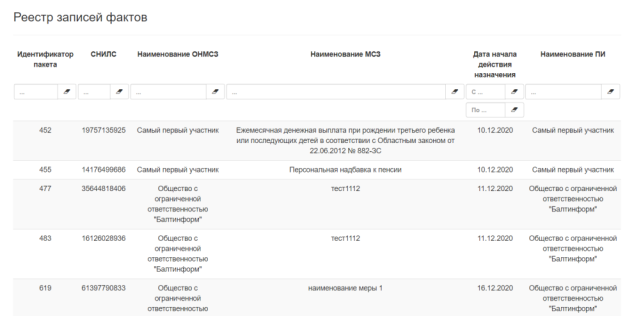 Реестр записей фактов
Идентификатор пакета СНИЛС Наименование ОНМСЗ Наименование МСЗ Дата начала действия назначения Наименование ПИ
... ... ... ... С ... ...
По ...
452 19757135925 Самый первый участник Ежемесячная денежная выплата при рождении третьего ребенка или последующих детей в соответствии с Областным законом от 22.06.2012 № 882-ЗС 10.12.2020 Самый первый участник
455 14176499686 Самый первый участник Персональная надбавка к пенсии 10.12.2020 Самый первый участник
477 35644818406 Общество с ограниченной ответственностью "Балтинформ" тест1112 11.12.2020 Общество с ограниченной ответственностью "Балтинформ"
483 16126028936 Общество с ограниченной ответственностью "Балтинформ" тест1112 11.12.2020 Общество с ограниченной ответственностью "Балтинформ"
619 61397790833 Общество с ограниченной ответственностью наименование меры 1 16.12.2020 Общество с ограниченной ответственностью "Балтинформ"